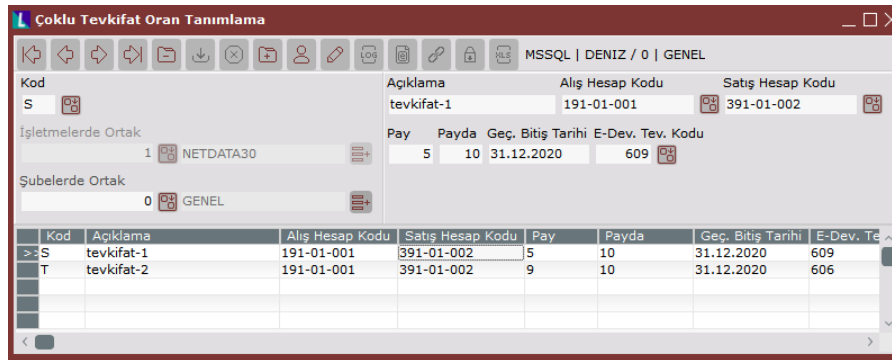 Çoklu Tevkifat Oran Tanımlama
LOG XLS MSSQL | DENIZ / 0 | GENEL
Kod Açıklama Alış Hesap Kodu Satış Hesap Kodu
S tevkifat-1 191-01-001 391-01-002
İşletmelerde Ortak Pay Payda Geç. Bitiş Tarihi E-Dev. Tev. Kodu
1 NETDATA30 5 10 31.12.2020 609
Şubelerde Ortak
0 GENEL
Kod Açıklama Alış Hesap Kodu Satış Hesap Kodu Pay Payda Geç. Bitiş Tarihi E-Dev. Te
>> S tevkifat-1 191-01-001 391-01-002 5 10 31.12.2020 609
T tevkifat-2 191-01-001 391-01-002 9 10 31.12.2020 606